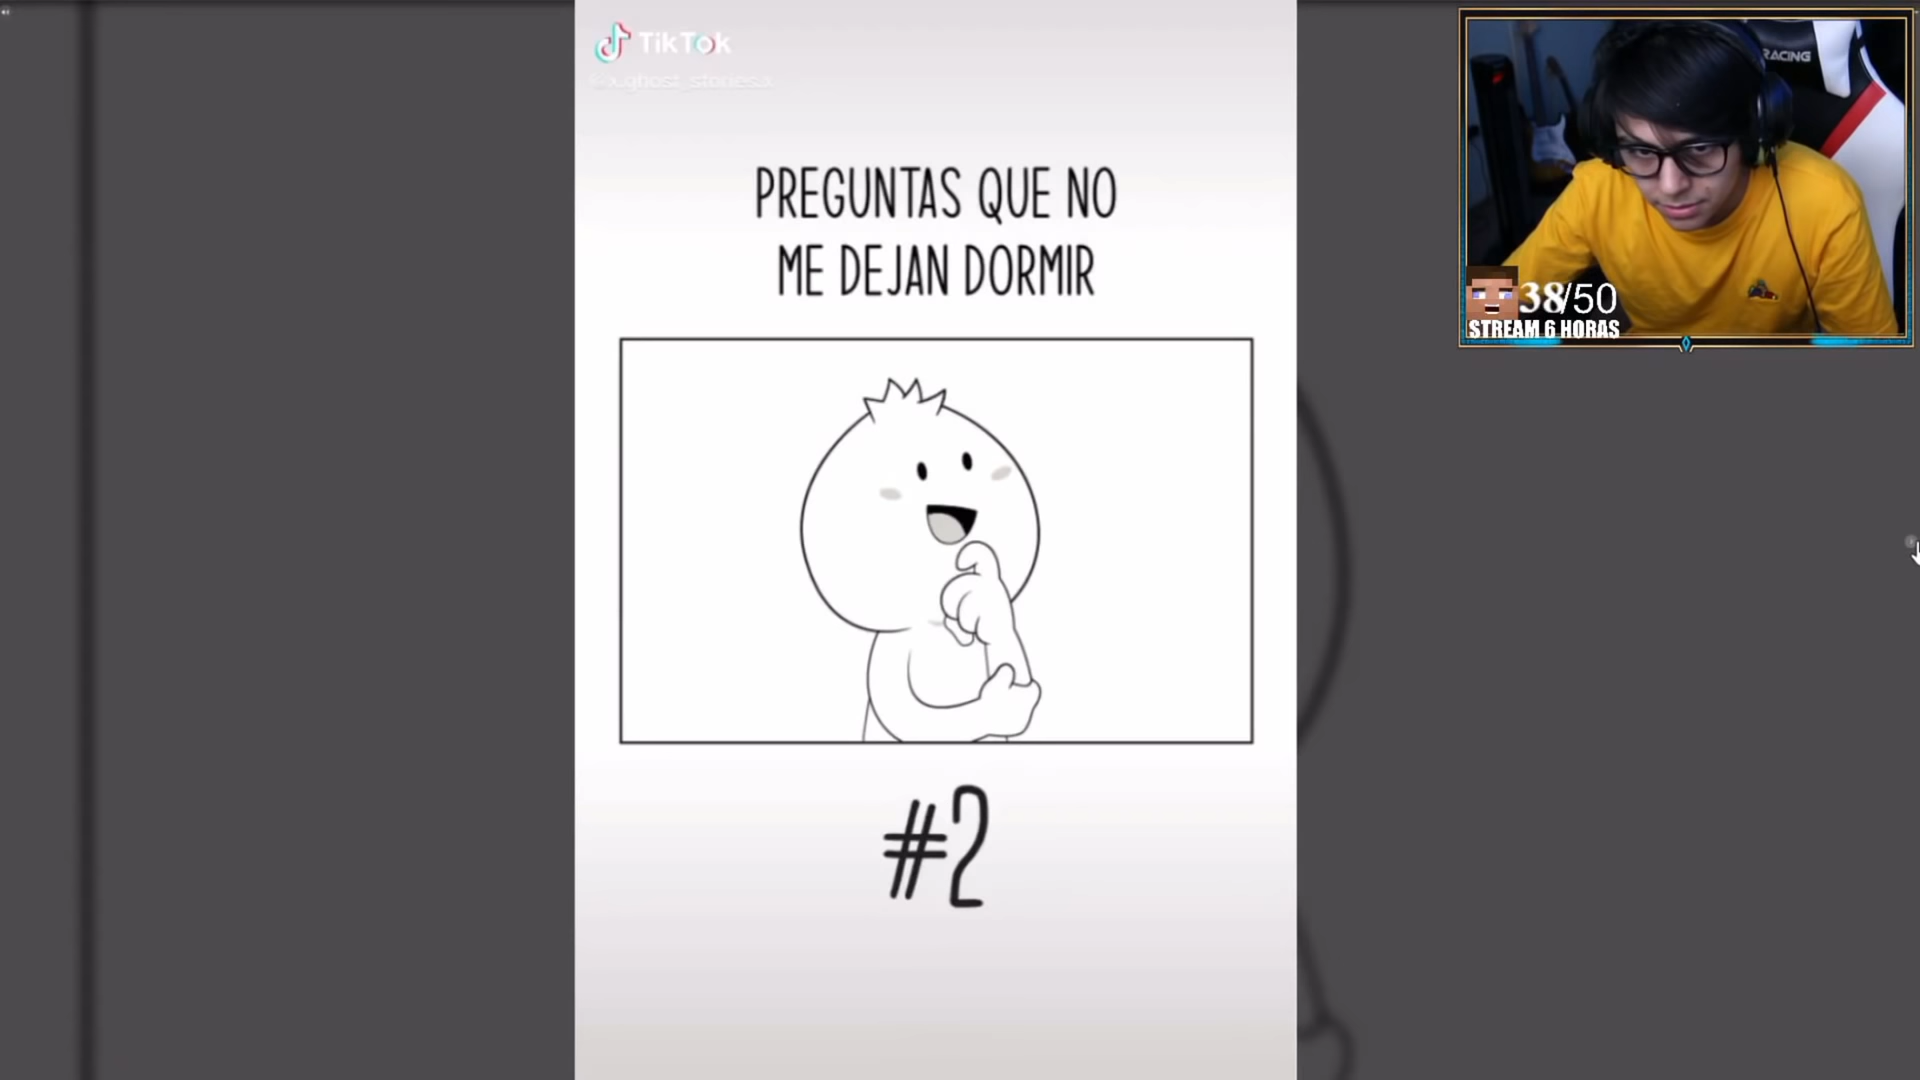 TikTok
PREGUNTAS QUE NO
ME DEJAN DORMIR
#2
RACING
38/50
STREAM 6 HORAS